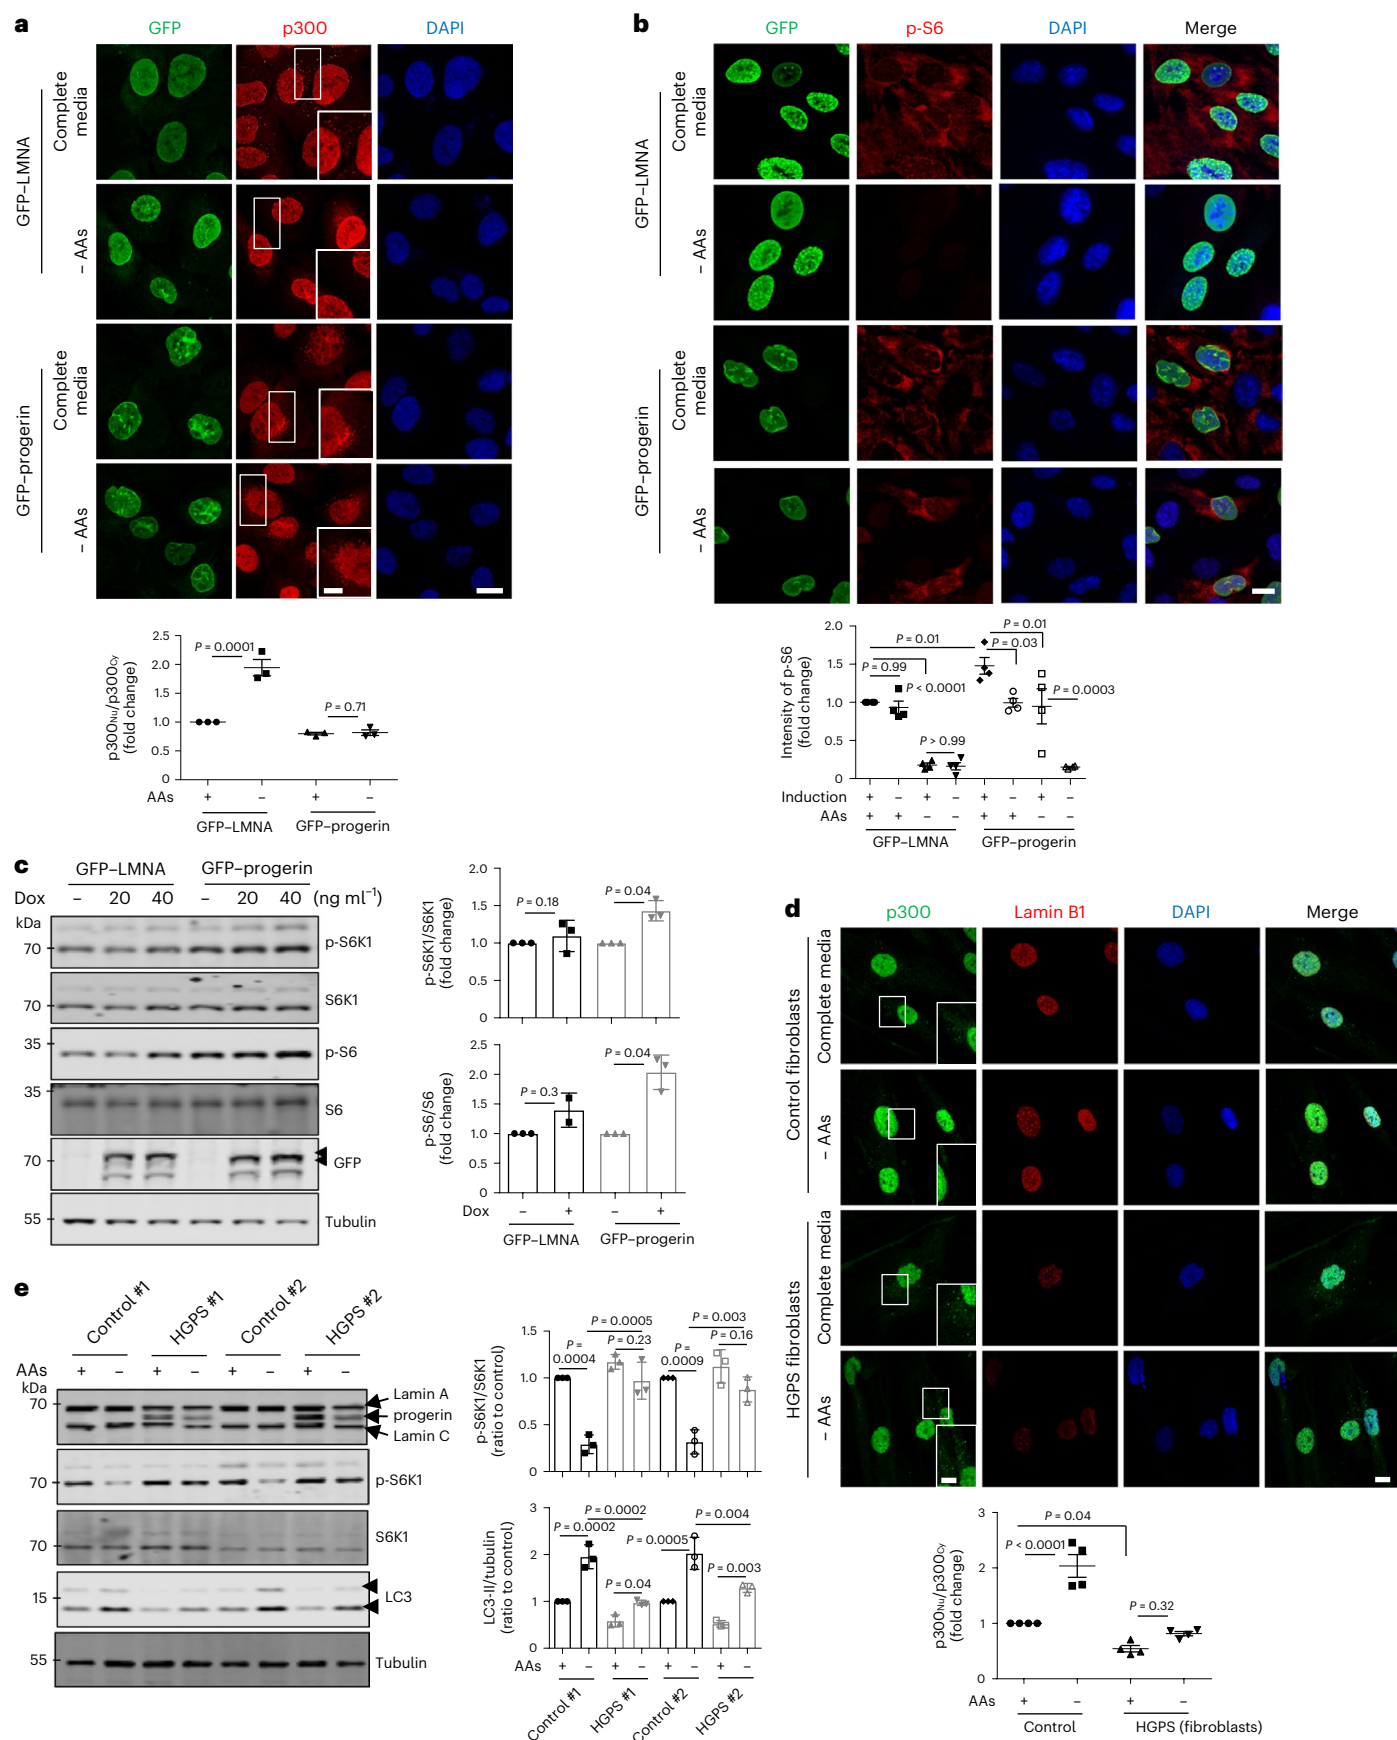 a
GFP
p300
DAPI
GFP–LMNA
Complete
media
– AAs
GFP–progerin
Complete
media
– AAs
p300Nu/p300Cy
(fold change)
2.5
2.0
1.5
1.0
0.5
0
P = 0.0001
P = 0.71
AAs
+
–
+
–
GFP–LMNA
GFP–progerin
b
GFP
p-S6
DAPI
Merge
GFP–LMNA
Complete
media
– AAs
GFP–progerin
Complete
media
– AAs
Intensity of p-S6
(fold change)
2.0
1.5
1.0
0.5
0
P = 0.01
P = 0.01
P = 0.03
P = 0.99
P < 0.0001
P = 0.0003
P > 0.99
Induction + – + – + – + –
AAs + + – – + + – –
GFP–LMNA
GFP–progerin
c
GFP–LMNA
GFP–progerin
Dox – 20 40 – 20 40 (ng ml–1)
kDa
70
p-S6K1
70
S6K1
35
p-S6
35
S6
70
GFP
55
Tubulin
p-S6K1/S6K1
(fold change)
2.0
1.5
1.0
0.5
0
P = 0.18
P = 0.04
p-S6/S6
(fold change)
2.5
2.0
1.5
1.0
0.5
0
P = 0.3
P = 0.04
Dox – + – +
GFP–LMNA
GFP–progerin
d
p300
Lamin B1
DAPI
Merge
Control fibroblasts
Complete media
– AAs
HGPS fibroblasts
Complete media
– AAs
p300Nu/p300Cy
(fold change)
3
2
1
0
P = 0.04
P < 0.0001
P = 0.32
AAs + – + –
Control
HGPS (fibroblasts)
e
Control #1
HGPS #1
Control #2
HGPS #2
AAs + – + – + – + –
kDa
70
Lamin A
progerin
Lamin C
70
p-S6K1
70
S6K1
15
LC3
55
Tubulin
p-S6K1/S6K1
(ratio to control)
1.5
1.0
0.5
0
P = 0.003
P = 0.0005
P =
0.0004
P = 0.23
P =
0.0009
P = 0.16
LC3-II/tubulin
(ratio to control)
3
2
1
0
P = 0.0002
P = 0.0002
P = 0.004
P = 0.0005
P = 0.04
P = 0.003
AAs + – + – + – + –
Control #1
HGPS #1
Control #2
HGPS #2